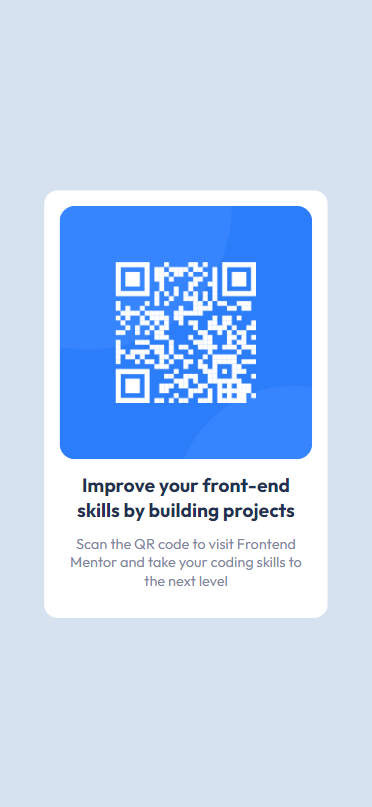 Improve your front-end
skills by building projects
Scan the QR code to visit Frontend
Mentor and take your coding skills to
the next level